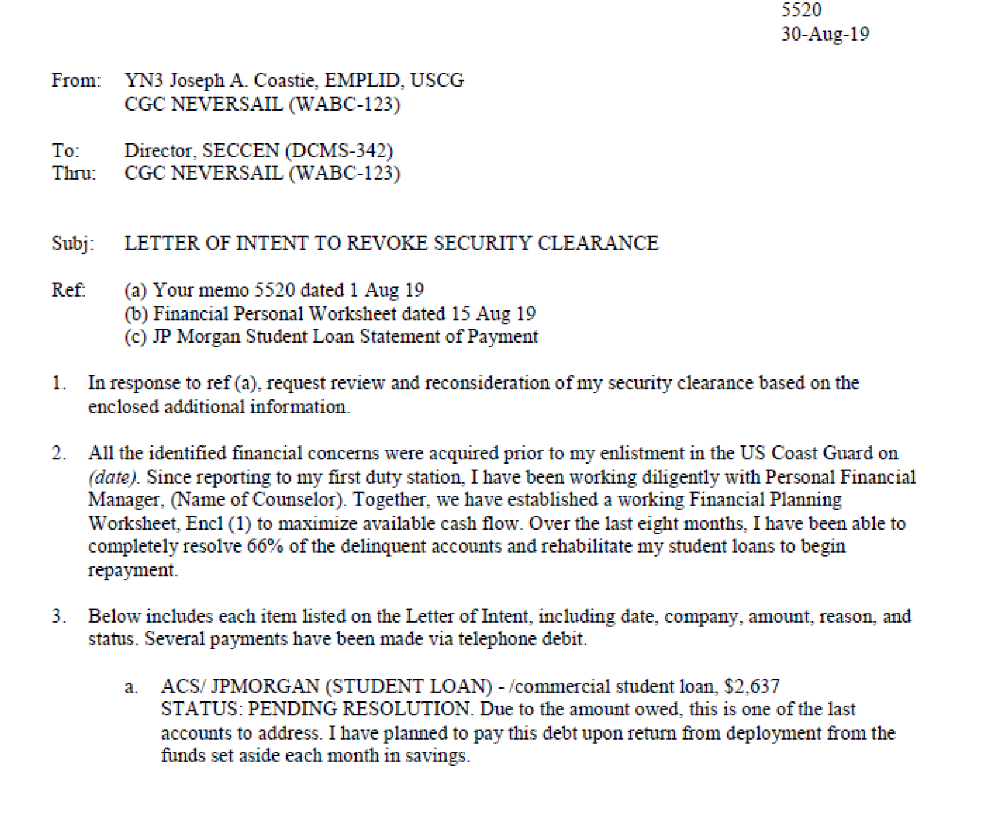 5520
30-Aug-19
From: YN3 Joseph A. Coastie, EMPLID, USCG
CGC NEVERSAIL (WABC-123)
To: Director, SECCEN (DCMS-342)
Thru: CGC NEVERSAIL (WABC-123)
Subj: LETTER OF INTENT TO REVOKE SECURITY CLEARANCE
Ref: (a) Your memo 5520 dated 1 Aug 19
(b) Financial Personal Worksheet dated 15 Aug 19
(c) JP Morgan Student Loan Statement of Payment
1. In response to ref (a), request review and reconsideration of my security clearance based on the
enclosed additional information.
2. All the identified financial concerns were acquired prior to my enlistment in the US Coast Guard on
(date). Since reporting to my first duty station, I have been working diligently with Personal Financial
Manager, (Name of Counselor). Together, we have established a working Financial Planning
Worksheet, Encl (1) to maximize available cash flow. Over the last eight months, I have been able to
completely resolve 66% of the delinquent accounts and rehabilitate my student loans to begin
repayment.
3. Below includes each item listed on the Letter of Intent, including date, company, amount, reason, and
status. Several payments have been made via telephone debit.
a. ACS/ JPMORGAN (STUDENT LOAN) - /commercial student loan, $2,637
STATUS: PENDING RESOLUTION. Due to the amount owed, this is one of the last
accounts to address. I have planned to pay this debt upon return from deployment from the
funds set aside each month in savings.